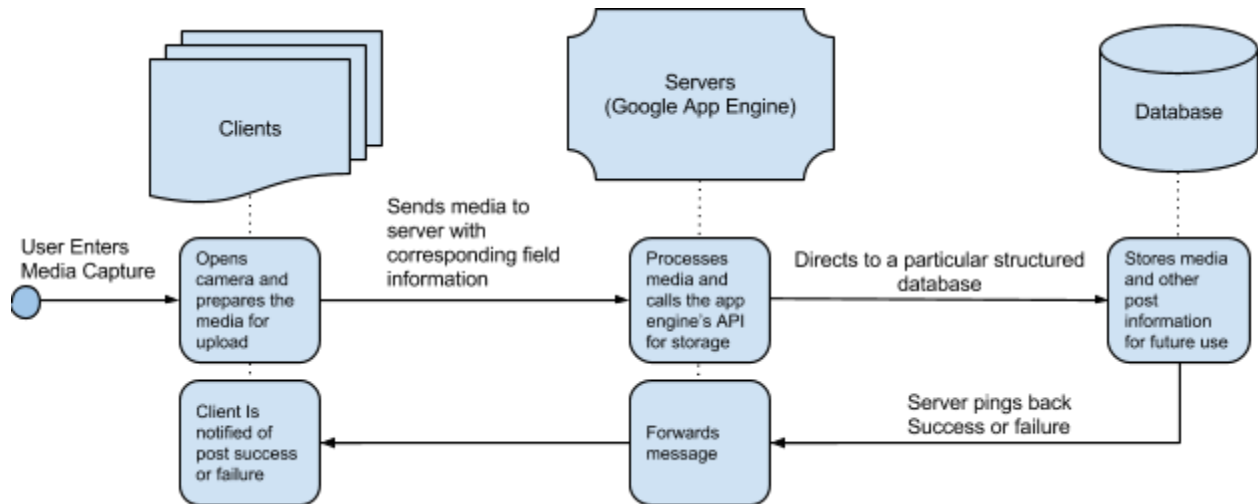 Clients
Servers
(Google App Engine)
Database
User Enters
Media Capture
Opens
camera and
prepares the
media for
upload
Sends media to
server with
corresponding field
information
Processes
media and
calls the app
engine's API
for storage
Directs to a particular structured
database
Stores media
and other
post
information
for future use
Server pings back
Success or failure
Forwards
message
Client Is
notified of
post success
or failure